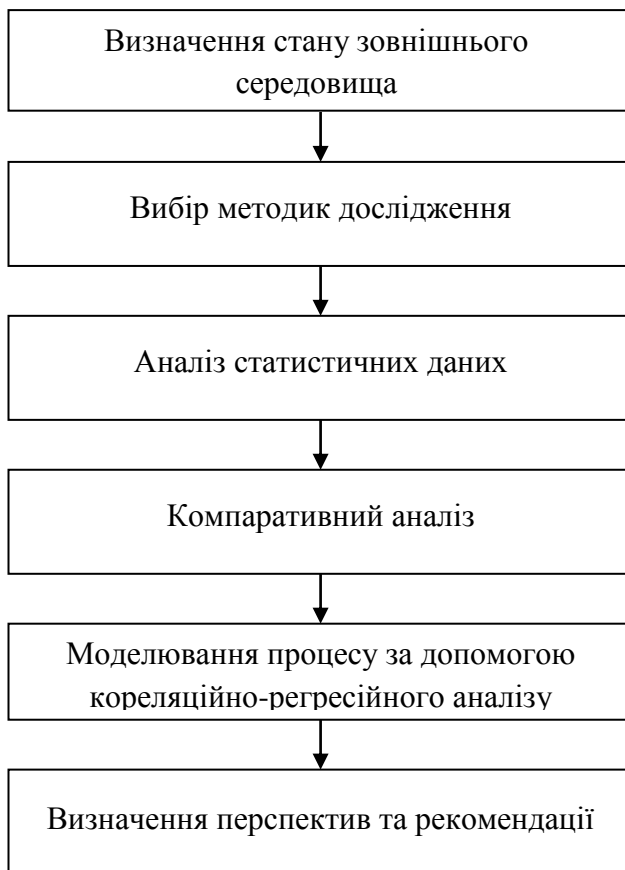 Визначення стану зовнішнього
середовища
Вибір методик дослідження
Аналіз статистичних даних
Компаративний аналіз
Моделювання процесу за допомогою
кореляційно-регресійного аналізу
Визначення перспектив та рекомендації